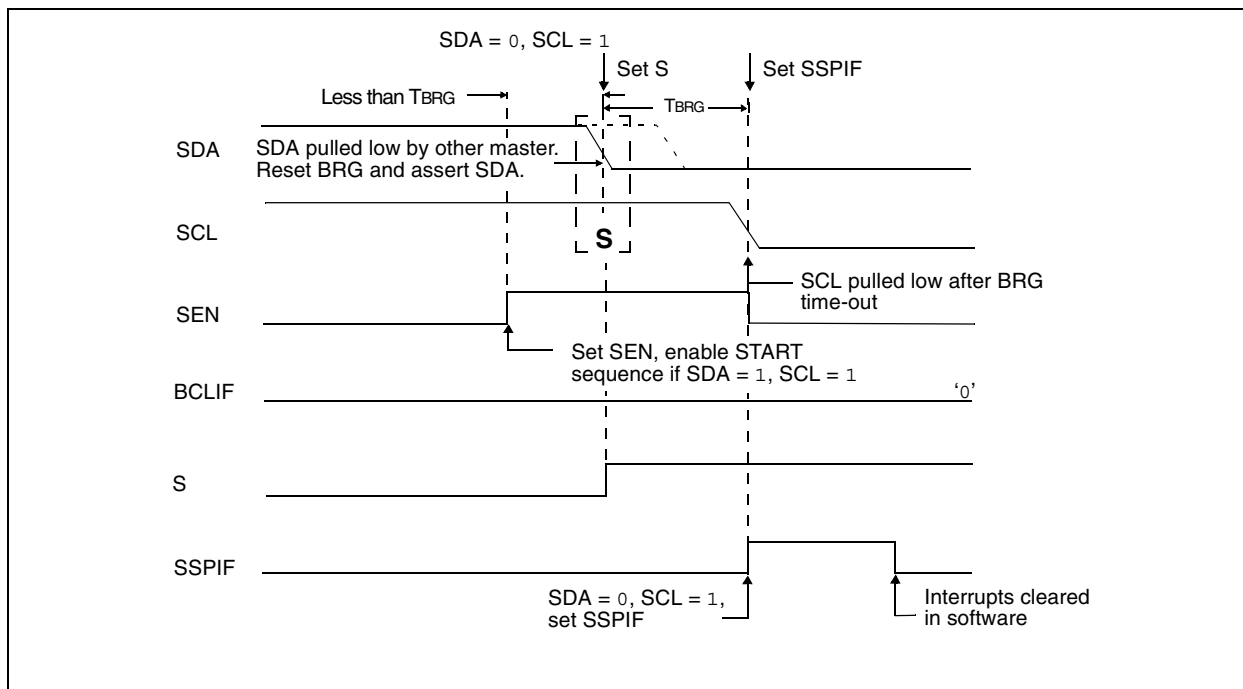 SDA = 0, SCL = 1
Set S
Set SSPIF
Less than TBRG
TBRG
SDA
SDA pulled low by other master.
Reset BRG and assert SDA.
SCL
S
SCL pulled low after BRG
time-out
SEN
Set SEN, enable START
sequence if SDA = 1, SCL = 1
BCLIF
‘0’
S
SSPIF
SDA = 0, SCL = 1,
set SSPIF
Interrupts cleared
in software